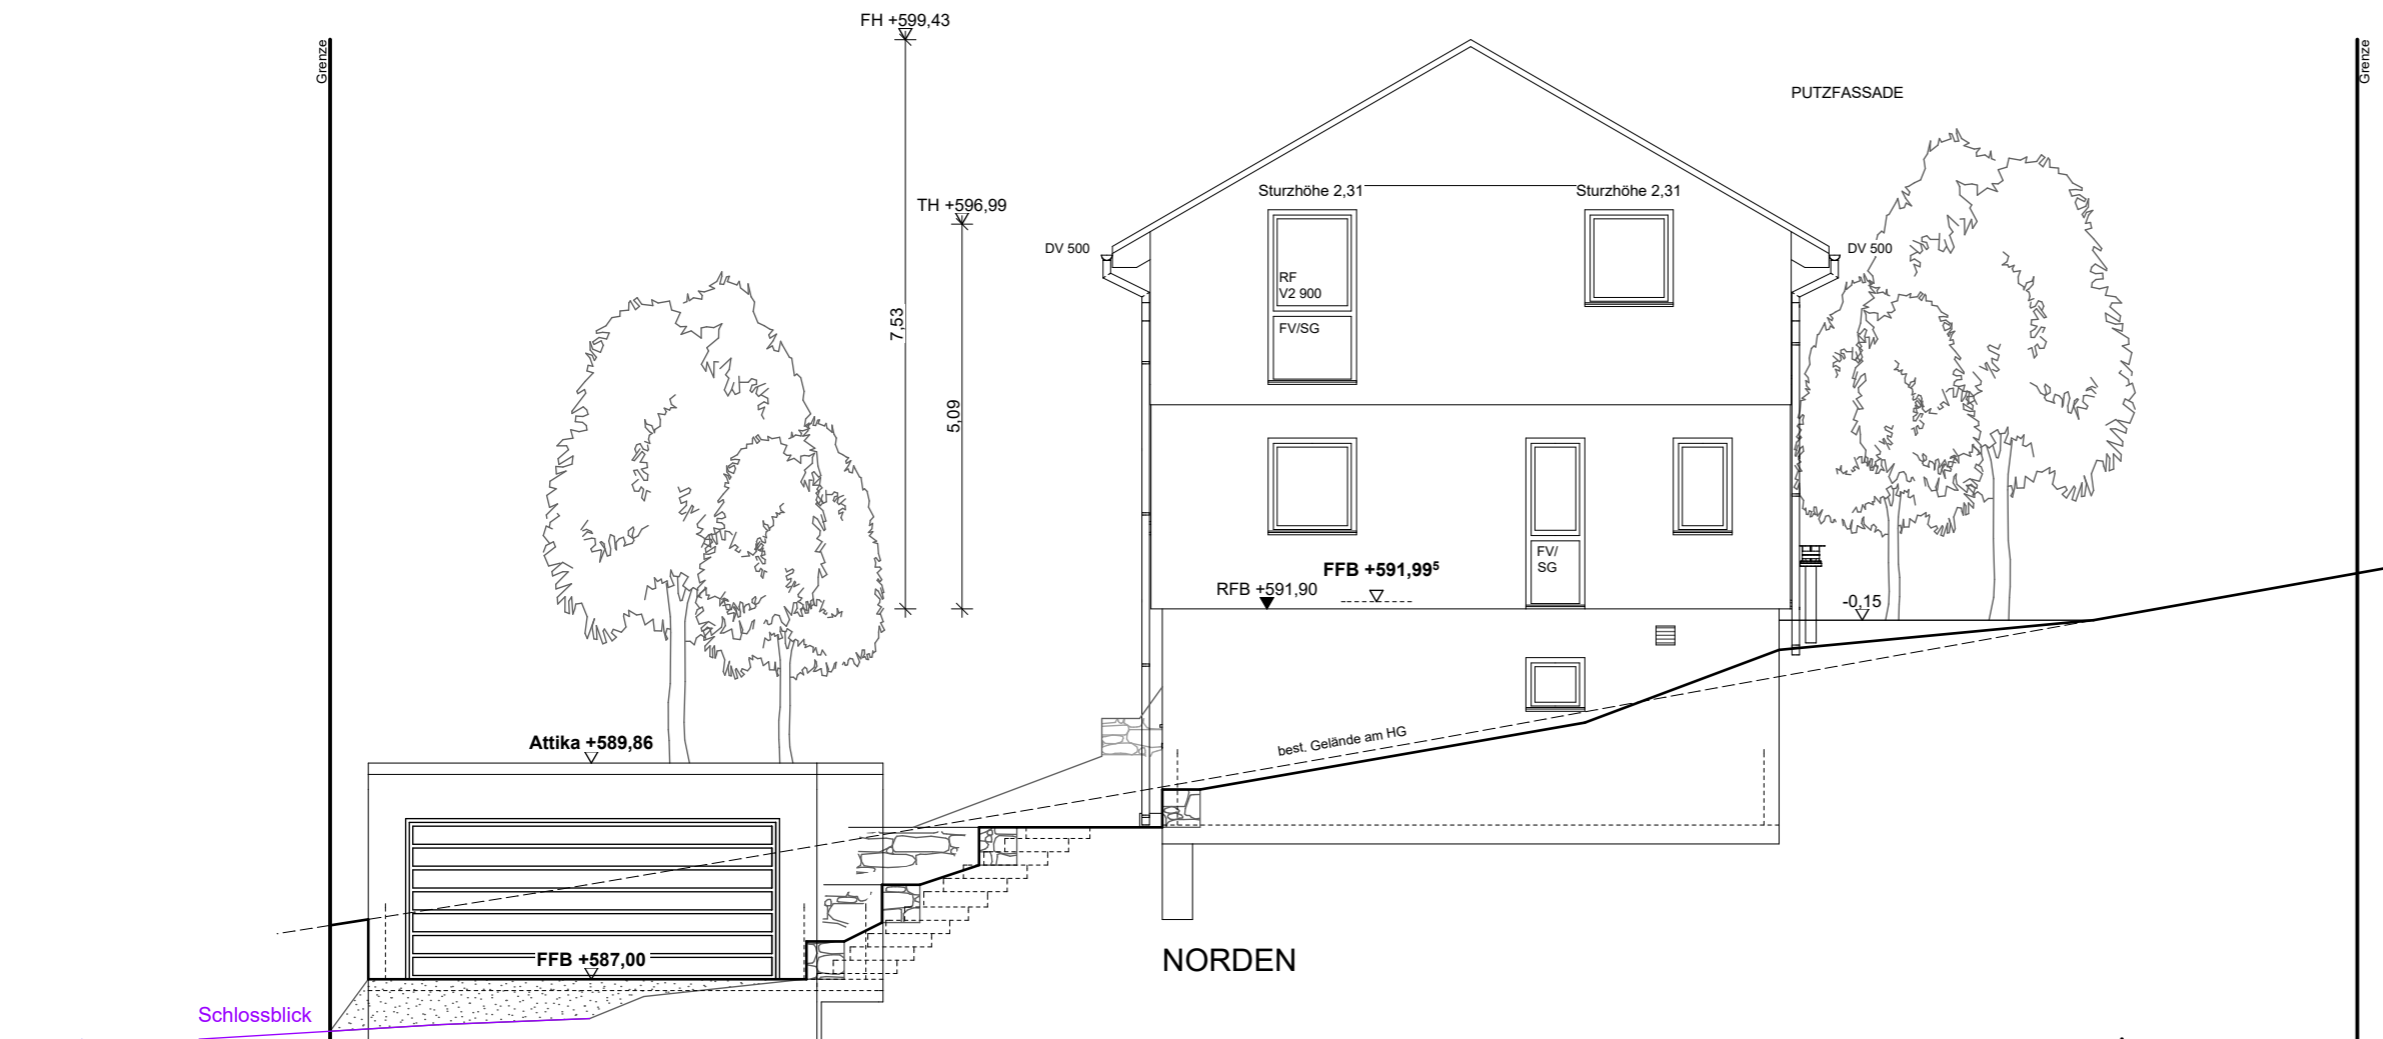 FH +599,43
Grenze
Grenze
PUTZFASSADE
Sturzhöhe 2,31
Sturzhöhe 2,31
TH +596,99
DV 500
DV 500
RF
V2 900
FV/SG
7,53
5,09
FV/
SG
FFB +591,99⁵
RFB +591,90
-0,15
Attika +589,86
best. Gelände am HG
FFB +587,00
NORDEN
Schlossblick